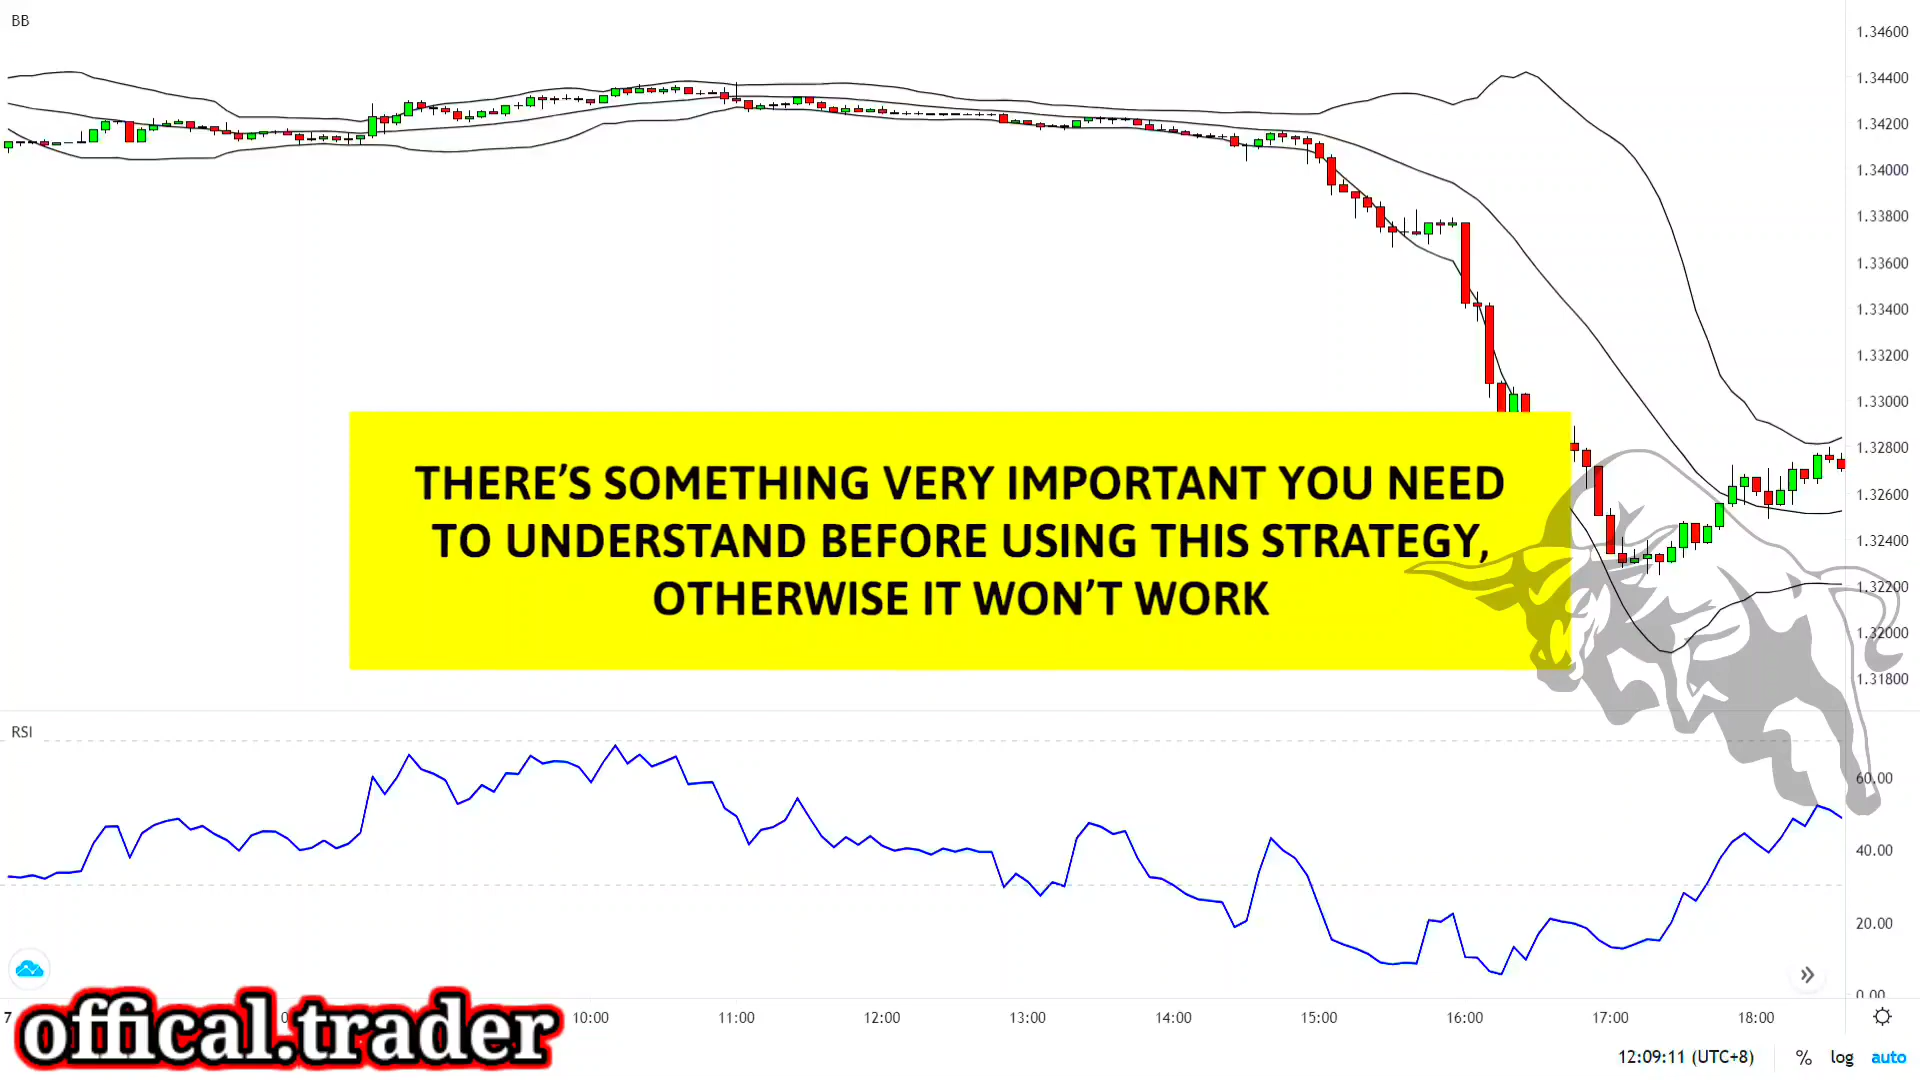 BB
1.34600
1.34400
1.34200
1.34000
1.33800
1.33600
1.33400
1.33200
1.33000
1.32800
1.32600
1.32400
1.32200
1.32000
1.31800
THERE’S SOMETHING VERY IMPORTANT YOU NEED
TO UNDERSTAND BEFORE USING THIS STRATEGY,
OTHERWISE IT WON’T WORK
RSI
60.00
40.00
20.00
0.00
7 10:00 11:00 12:00 13:00 14:00 15:00 16:00 17:00 18:00
offical.trader
12:09:11 (UTC+8) % log auto